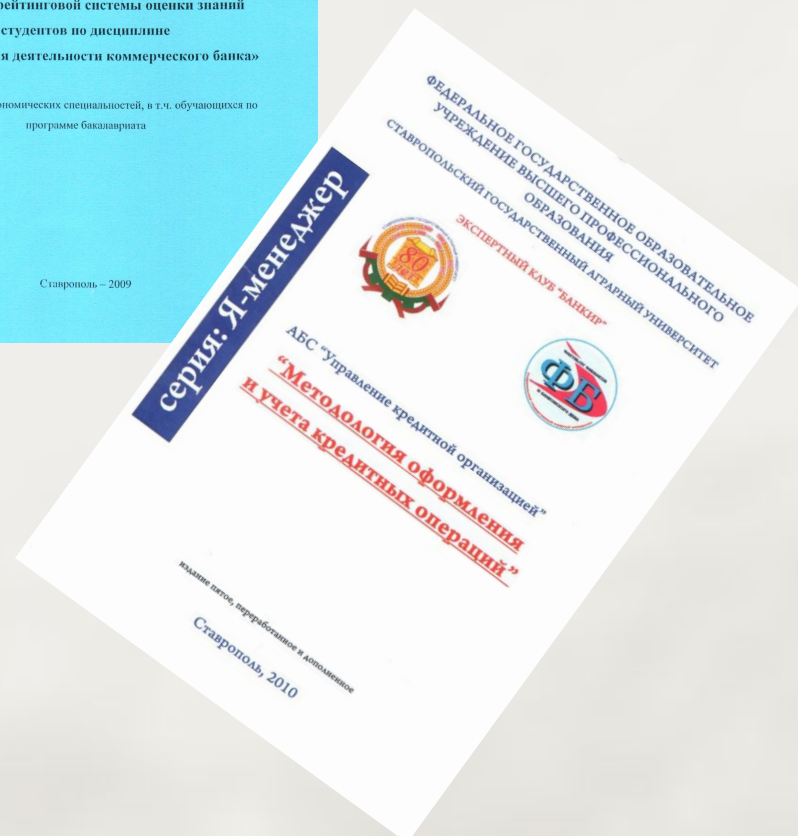 рейтинговой системы оценки знаний
студентов по дисциплине
деятельности коммерческого банка»
специальностей, в т.ч. обучающихся по
программе бакалавриата
Ставрополь – 2009
ФЕДЕРАЛЬНОЕ ГОСУДАРСТВЕННОЕ ОБРАЗОВАТЕЛЬНОЕ
УЧРЕЖДЕНИЕ ВЫСШЕГО ПРОФЕССИОНАЛЬНОГО
ОБРАЗОВАНИЯ
СТАВРОПОЛЬСКИЙ ГОСУДАРСТВЕННЫЙ АГРАРНЫЙ УНИВЕРСИТЕТ
ЭКСПЕРТНЫЙ КЛУБ "БАНКИР"
серия: Я-менеджер
80
ЛЕТ
ФБ
АБС "Управление кредитной организацией"
“Методология оформления
и учета кредитных операций”
издание пятое, переработанное и дополненное
Ставрополь, 2010